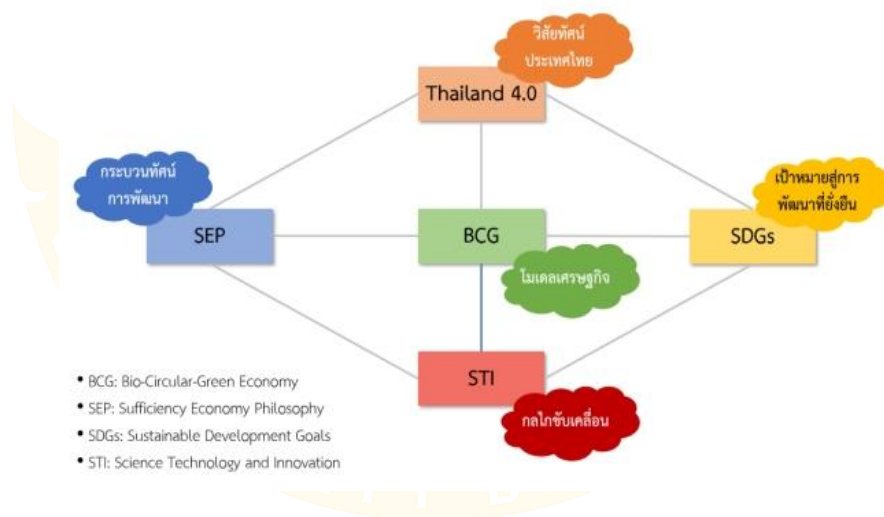 วิสัยทัศน์
ประเทศไทย
Thailand 4.0
กระบวนทัศน์
การพัฒนา
เป้าหมายสู่การ
พัฒนาที่ยั่งยืน
SEP
BCG
SDGs
โมเดลเศรษฐกิจ
STI
กลไกขับเคลื่อน
• BCG: Bio-Circular-Green Economy
• SEP: Sufficiency Economy Philosophy
• SDGs: Sustainable Development Goals
• STI: Science Technology and Innovation